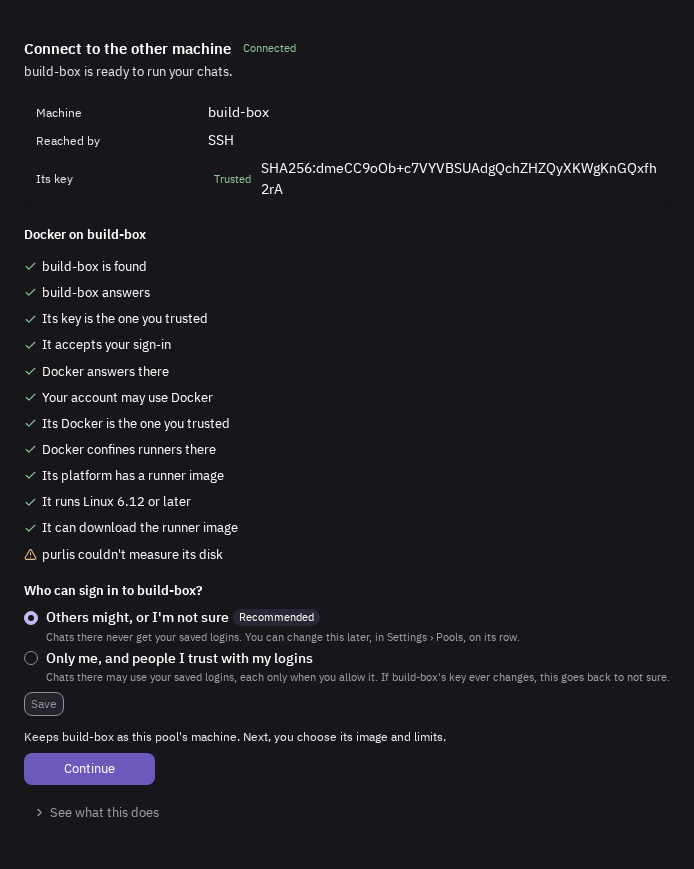 Connect to the other machine Connected
build-box is ready to run your chats.
Machine build-box
Reached by SSH
Its key Trusted SHA256:dmeCC9oOb+c7VYVBSUAdgQchZHZQyXKWgKnGQxfh
2rA
Docker on build-box
build-box is found
build-box answers
Its key is the one you trusted
It accepts your sign-in
Docker answers there
Your account may use Docker
Its Docker is the one you trusted
Docker confines runners there
Its platform has a runner image
It runs Linux 6.12 or later
It can download the runner image
purlis couldn't measure its disk
Who can sign in to build-box?
Others might, or I'm not sure Recommended
Chats there never get your saved logins. You can change this later, in Settings › Pools, on its row.
Only me, and people I trust with my logins
Chats there may use your saved logins, each only when you allow it. If build-box's key ever changes, this goes back to not sure.
Save
Keeps build-box as this pool's machine. Next, you choose its image and limits.
Continue
See what this does